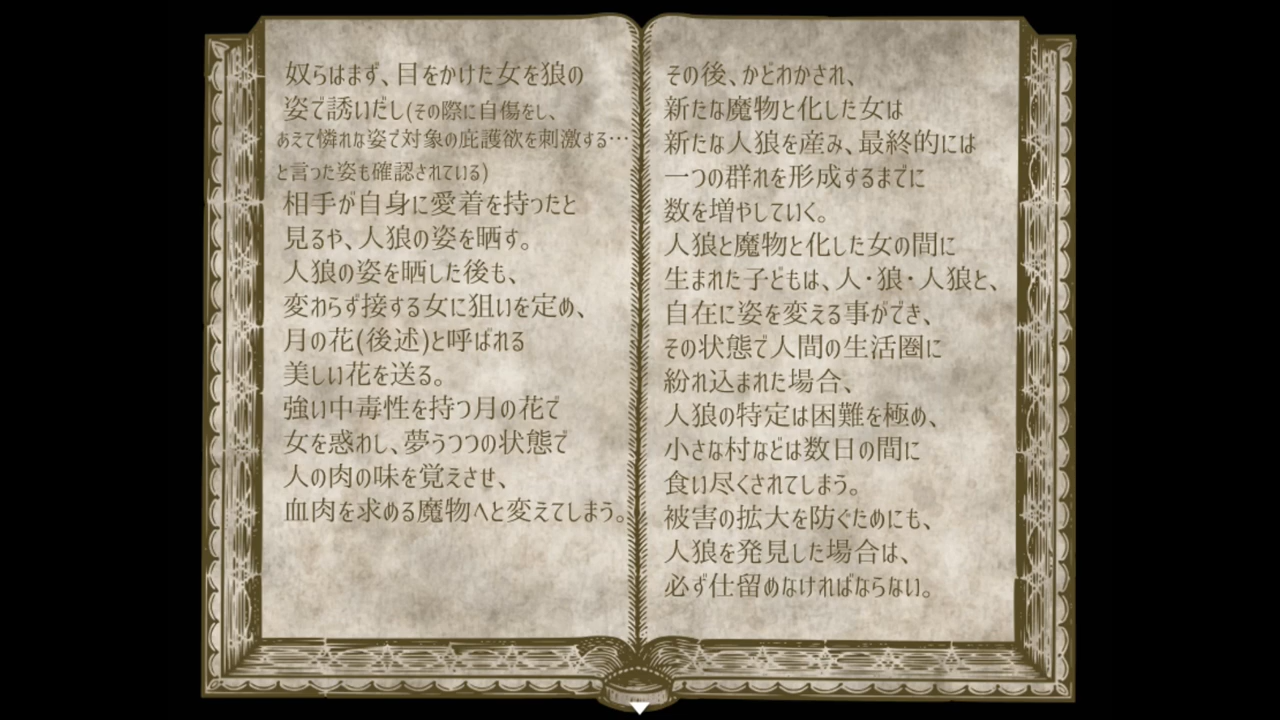 奴らはまず、目をかけた女を狼の
姿で誘いだし(その際に自傷をし、
あえて憐れな姿で対象の庇護欲を刺激する…
と言った姿も確認されている)
相手が自身に愛着を持ったと
見るや、人狼の姿を晒す。
人狼の姿を晒した後も、
変わらず接する女に狙いを定め、
月の花(後述)と呼ばれる
美しい花を送る。
強い中毒性を持つ月の花で
女を惑わし、夢うつつの状態で
人の肉の味を覚えさせ、
血肉を求める魔物へと変えてしまう。
その後、かどわかされ、
新たな魔物と化した女は
新たな人狼を産み、最終的には
一つの群れを形成するまでに
数を増やしていく。
人狼と魔物と化した女の間に
生まれた子どもは、人・狼・人狼と、
自在に姿を変える事ができ、
その状態で人間の生活圏に
紛れ込まれた場合、
人狼の特定は困難を極め、
小さな村などは数日の間に
食い尽くされてしまう。
被害の拡大を防ぐためにも、
人狼を発見した場合は、
必ず仕留めなければならない。